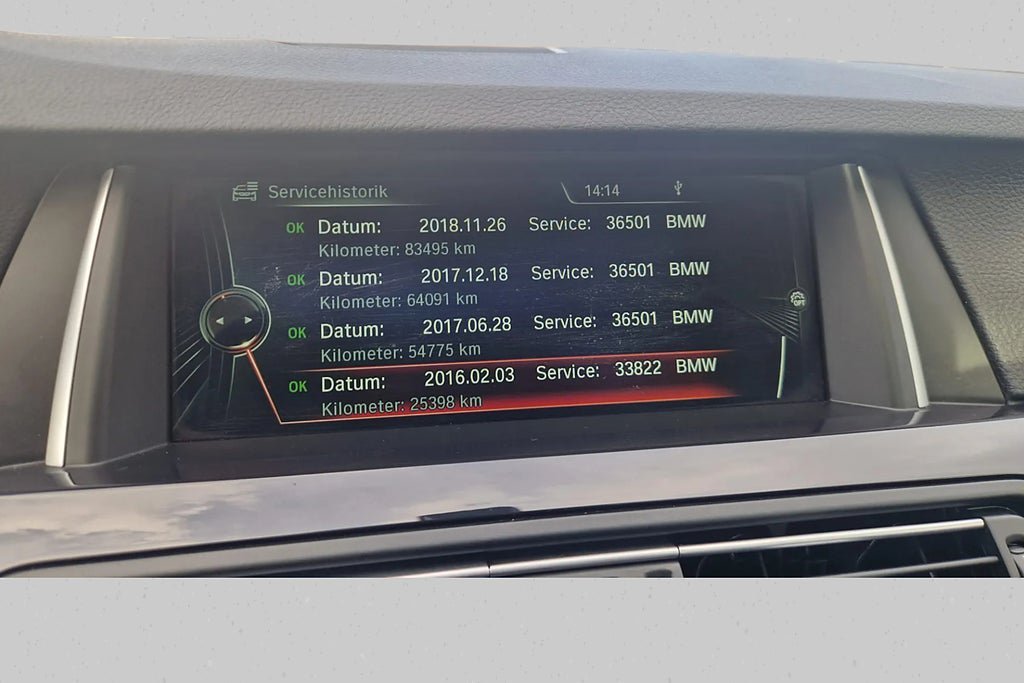 Servicehistorik 14:14
OK Datum: 2018.11.26 Service: 36501 BMW
Kilometer: 83495 km
OK Datum: 2017.12.18 Service: 36501 BMW
Kilometer: 64091 km
OK Datum: 2017.06.28 Service: 36501 BMW
Kilometer: 54775 km
OK Datum: 2016.02.03 Service: 33822 BMW
Kilometer: 25398 km
OPT